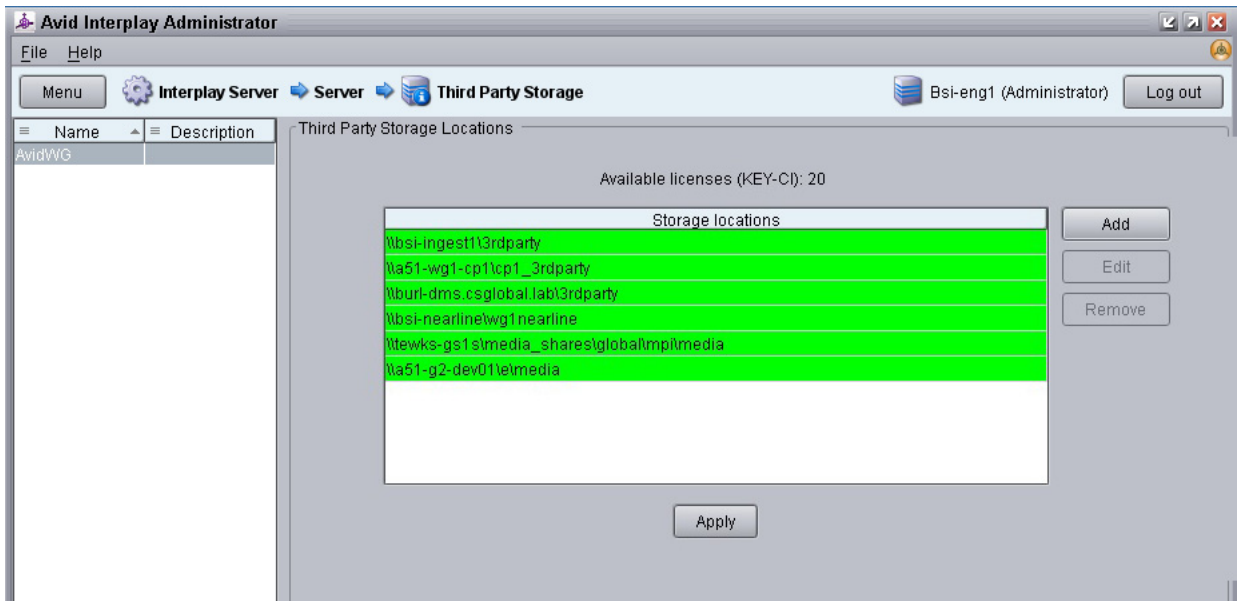 Avid Interplay Administrator
File Help
Menu Interplay Server Server Third Party Storage Bsi-eng1 (Administrator) Log out
Name Description
AvidWG
Third Party Storage Locations
Available licenses (KEY-CI): 20
Storage locations
\\bsi-ingest1\3rdparty
\\a51-wg1-cp1\cp1_3rdparty
\\burl-dms.csglobal.lab\3rdparty
\\bsi-nearline\wg1nearline
\\tewks-gs1s\media_shares\global\mpi\media
\\a51-g2-dev01\e\media
Add
Edit
Remove
Apply